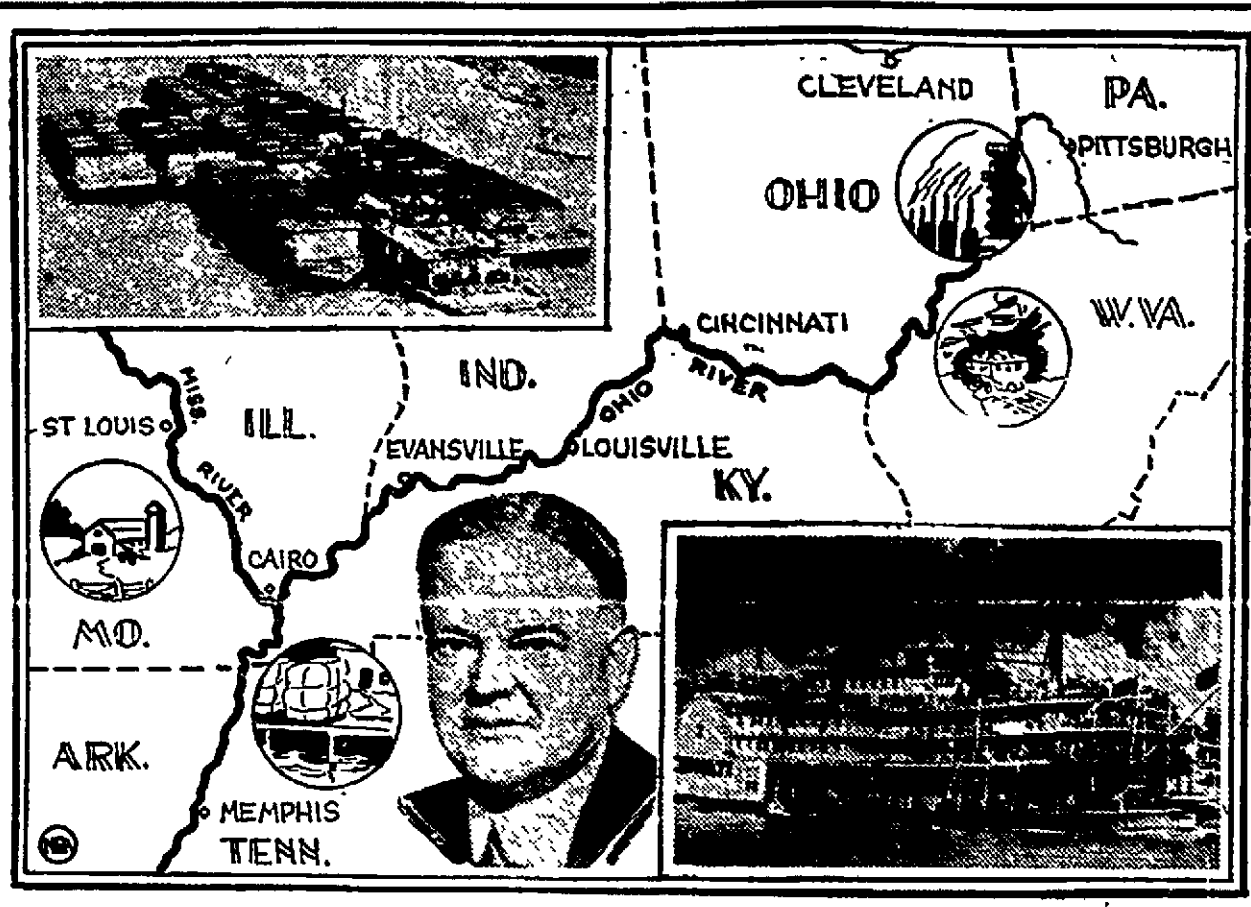 CLEVELAND
PA.
PITTSBURGH
OHIO
W.VA.
CINCINNATI
RIVER
IND.
OHIO
MISS.
ST LOUIS
ILL.
EVANSVILLE
LOUISVILLE
RIVER
KY.
CAIRO
MO.
ARK.
MEMPHIS
TENN.